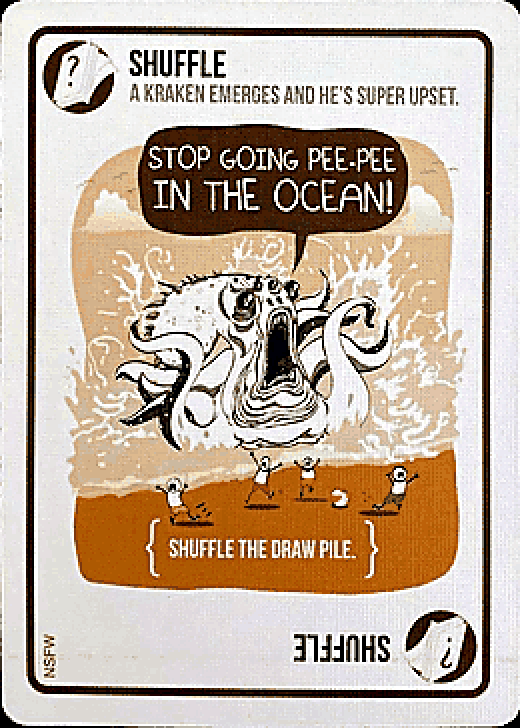 ?
SHUFFLE
A KRAKEN EMERGES AND HE'S SUPER UPSET.
STOP GOING PEE-PEE
IN THE OCEAN!
{ SHUFFLE THE DRAW PILE. }
NSFW
SHUFFLE
?